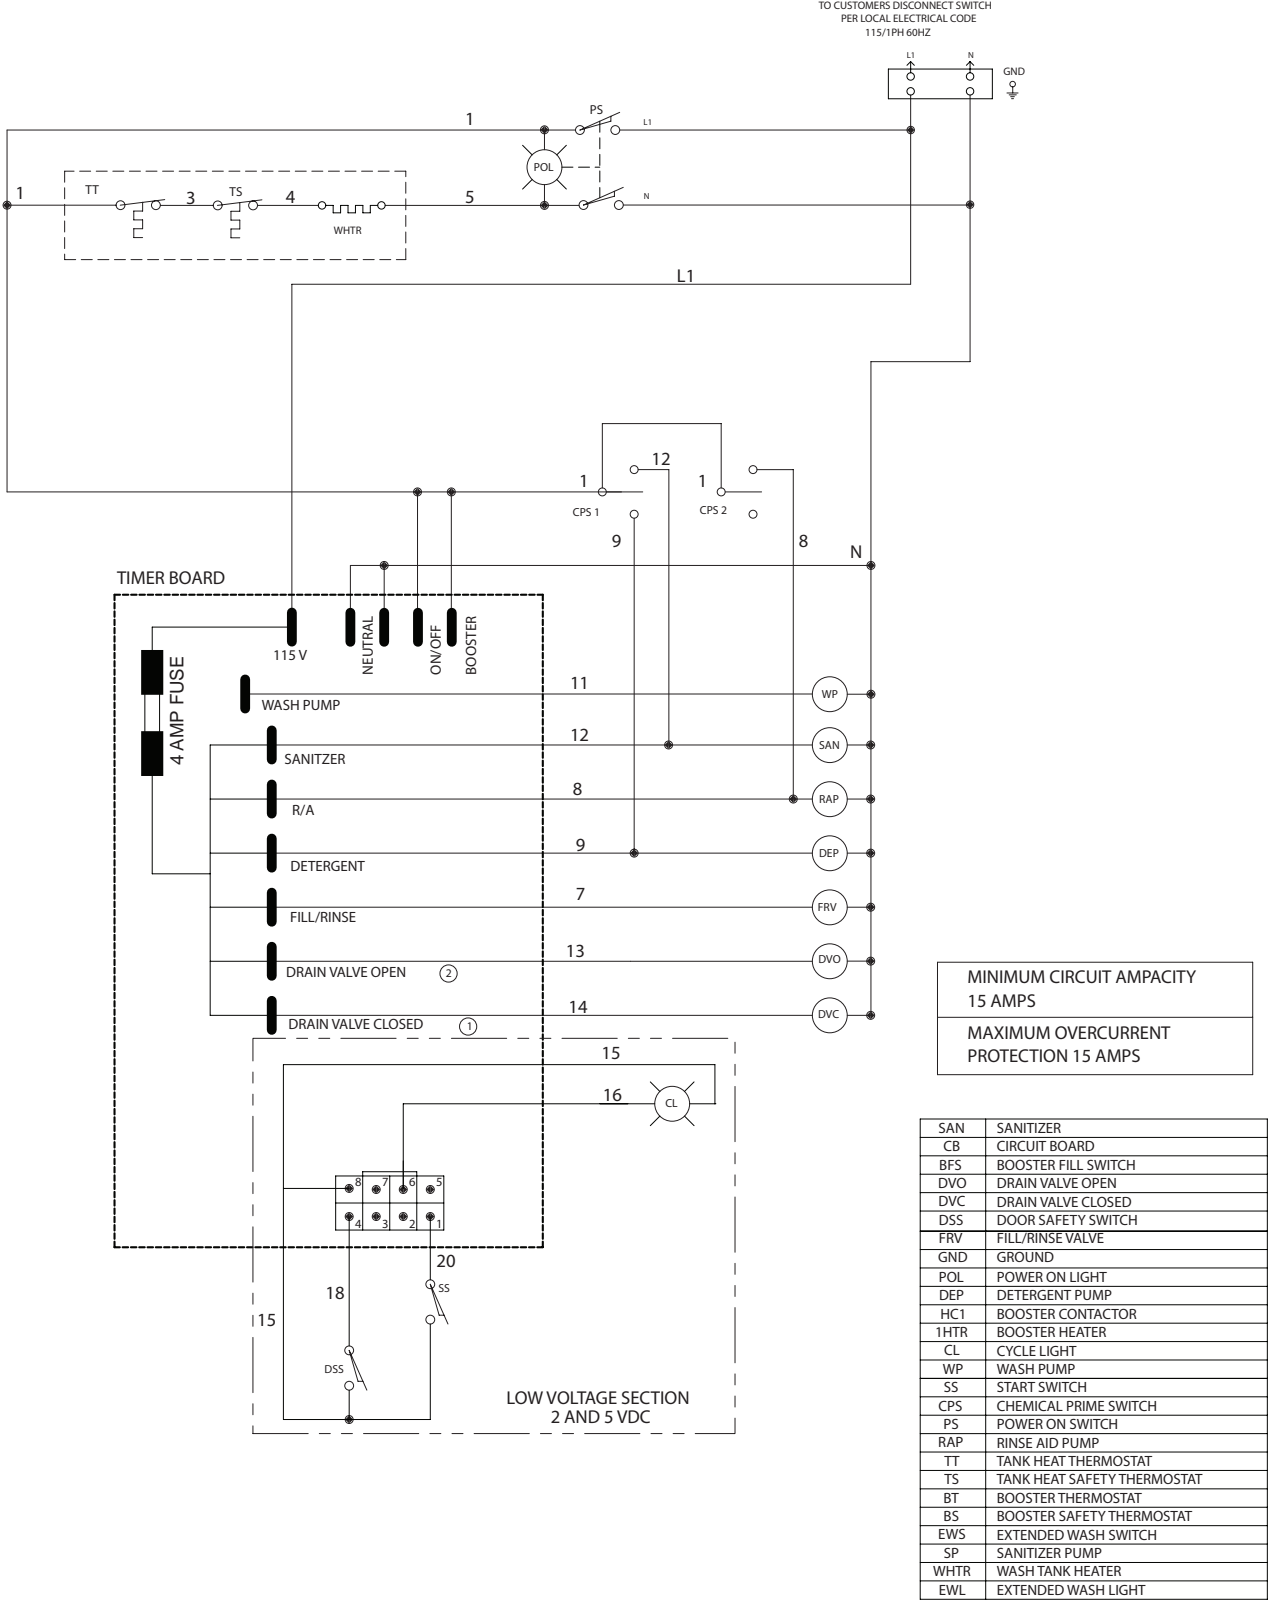 TO CUSTOMERS DISCONNECT SWITCH
PER LOCAL ELECTRICAL CODE
115/1PH 60HZ
L1
N
GND
PS
1
L1
POL
TT
1
3
TS
4
5
N
WHTR
L1
12
1
1
CPS 1
CPS 2
9
8
N
TIMER BOARD
115 V
NEUTRAL
ON/OFF
BOOSTER
4 AMP FUSE
WASH PUMP
11
WP
SANITZER
12
SAN
R/A
8
RAP
DETERGENT
9
DEP
FILL/RINSE
7
FRV
DRAIN VALVE OPEN
2
13
DVO
DRAIN VALVE CLOSED
1
14
DVC
15
16
CL
8
7
6
5
4
3
2
1
20
18
SS
15
DSS
LOW VOLTAGE SECTION
2 AND 5 VDC
MINIMUM CIRCUIT AMPACITY
15 AMPS
MAXIMUM OVERCURRENT
PROTECTION 15 AMPS
SAN SANITIZER
CB CIRCUIT BOARD
BFS BOOSTER FILL SWITCH
DVO DRAIN VALVE OPEN
DVC DRAIN VALVE CLOSED
DSS DOOR SAFETY SWITCH
FRV FILL/RINSE VALVE
GND GROUND
POL POWER ON LIGHT
DEP DETERGENT PUMP
HC1 BOOSTER CONTACTOR
1HTR BOOSTER HEATER
CL CYCLE LIGHT
WP WASH PUMP
SS START SWITCH
CPS CHEMICAL PRIME SWITCH
PS POWER ON SWITCH
RAP RINSE AID PUMP
TT TANK HEAT THERMOSTAT
TS TANK HEAT SAFETY THERMOSTAT
BT BOOSTER THERMOSTAT
BS BOOSTER SAFETY THERMOSTAT
EWS EXTENDED WASH SWITCH
SP SANITIZER PUMP
WHTR WASH TANK HEATER
EWL EXTENDED WASH LIGHT